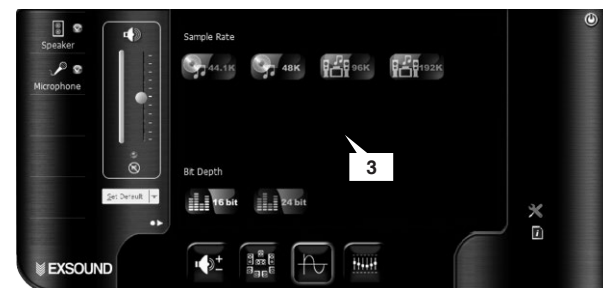 Speaker
Microphone
Sample Rate
44.1K
48K
96K
192K
3
Bit Depth
16 bit
24 bit
Set Default
EXSOUND